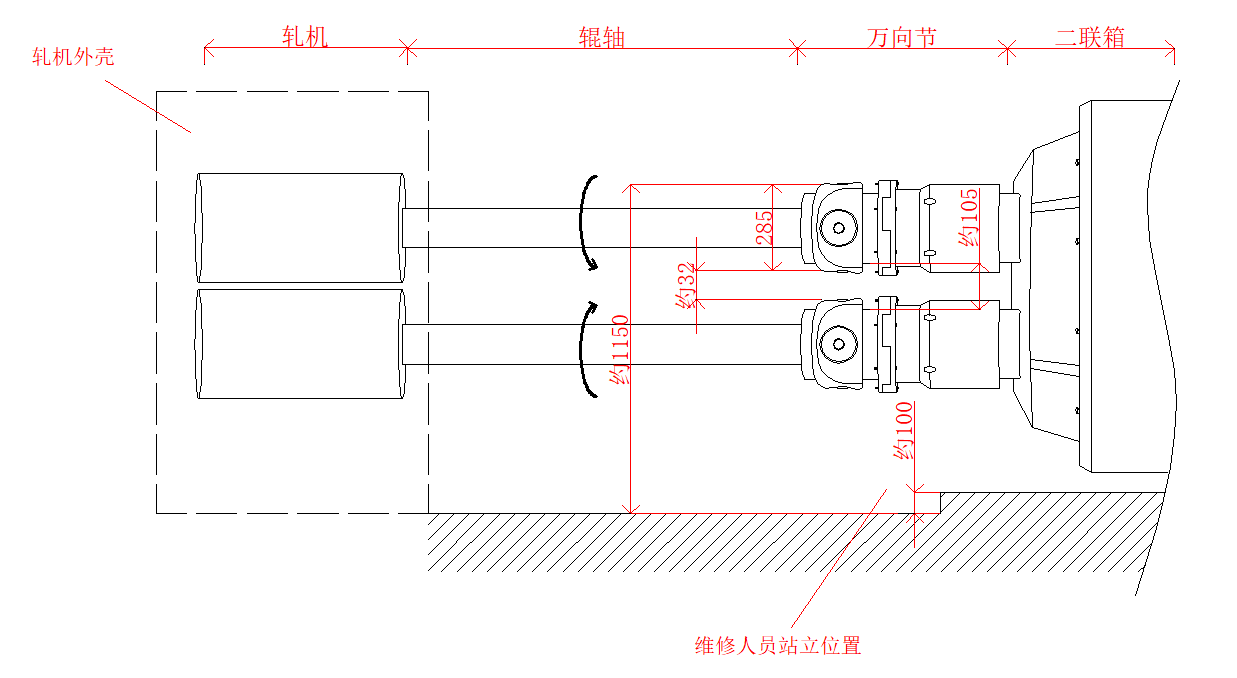 轧机
辊轴
万向节
二联箱
轧机外壳
285
约105
约32
约1150
约100
维修人员站立位置